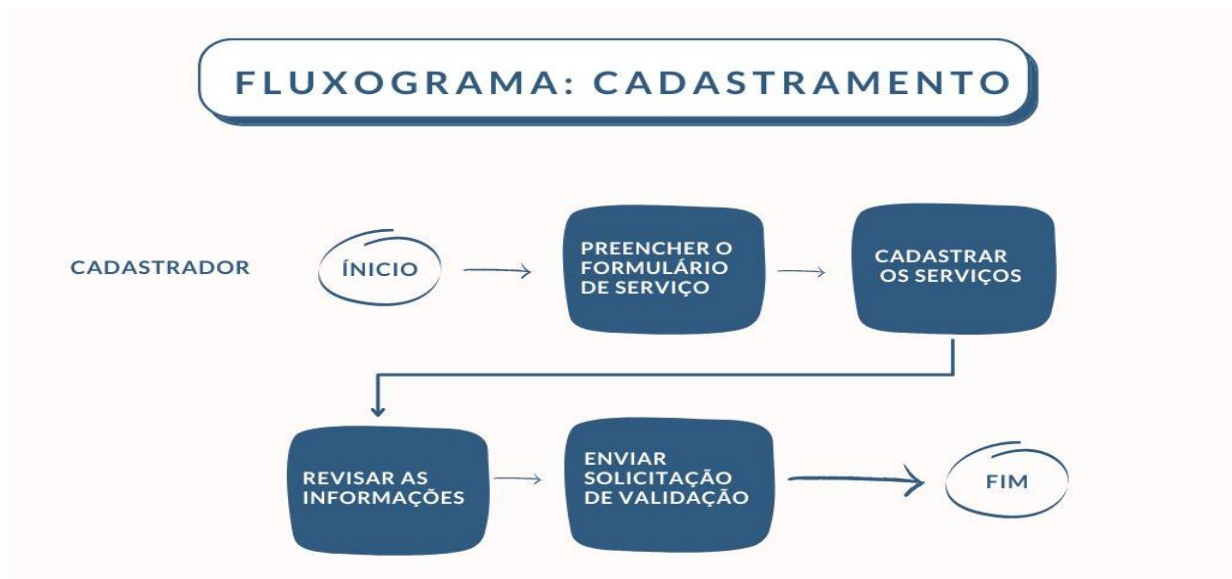 FLUXOGRAMA: CADASTRAMENTO
CADASTRADOR
ÍNICIO
PREENCHER O
FORMULÁRIO
DE SERVIÇO
CADASTRAR
OS SERVIÇOS
REVISAR AS
INFORMAÇÕES
ENVIAR
SOLICITAÇÃO
DE VALIDAÇÃO
FIM